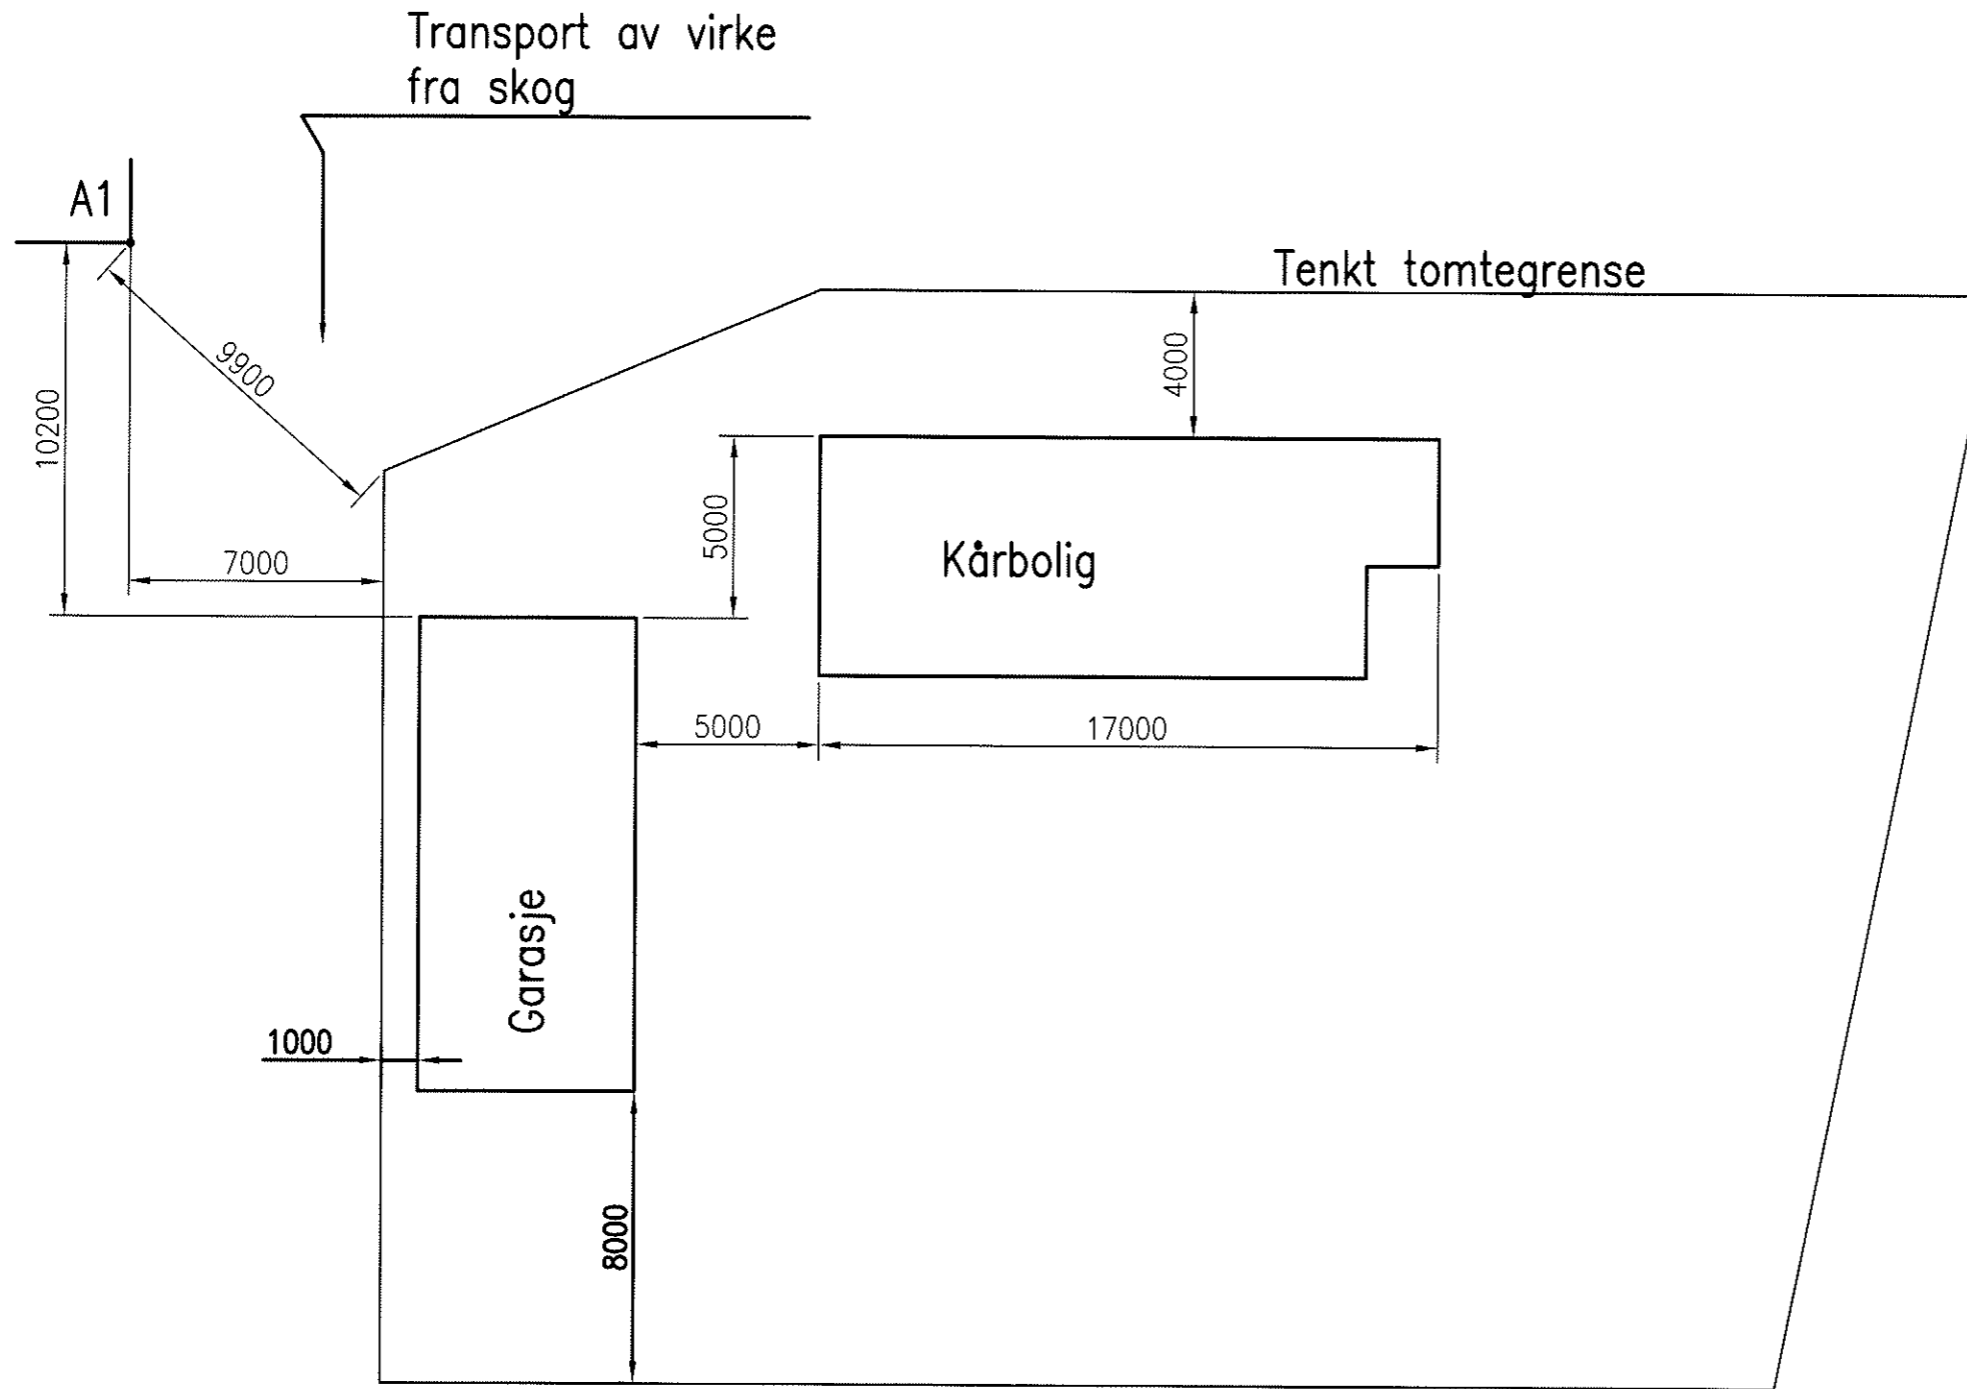 Transport av virke
fra skog
A1
Tenkt tomtegrense
9900
4000
10200
5000
7000
Kårbolig
5000
17000
Garasje
1000
8000